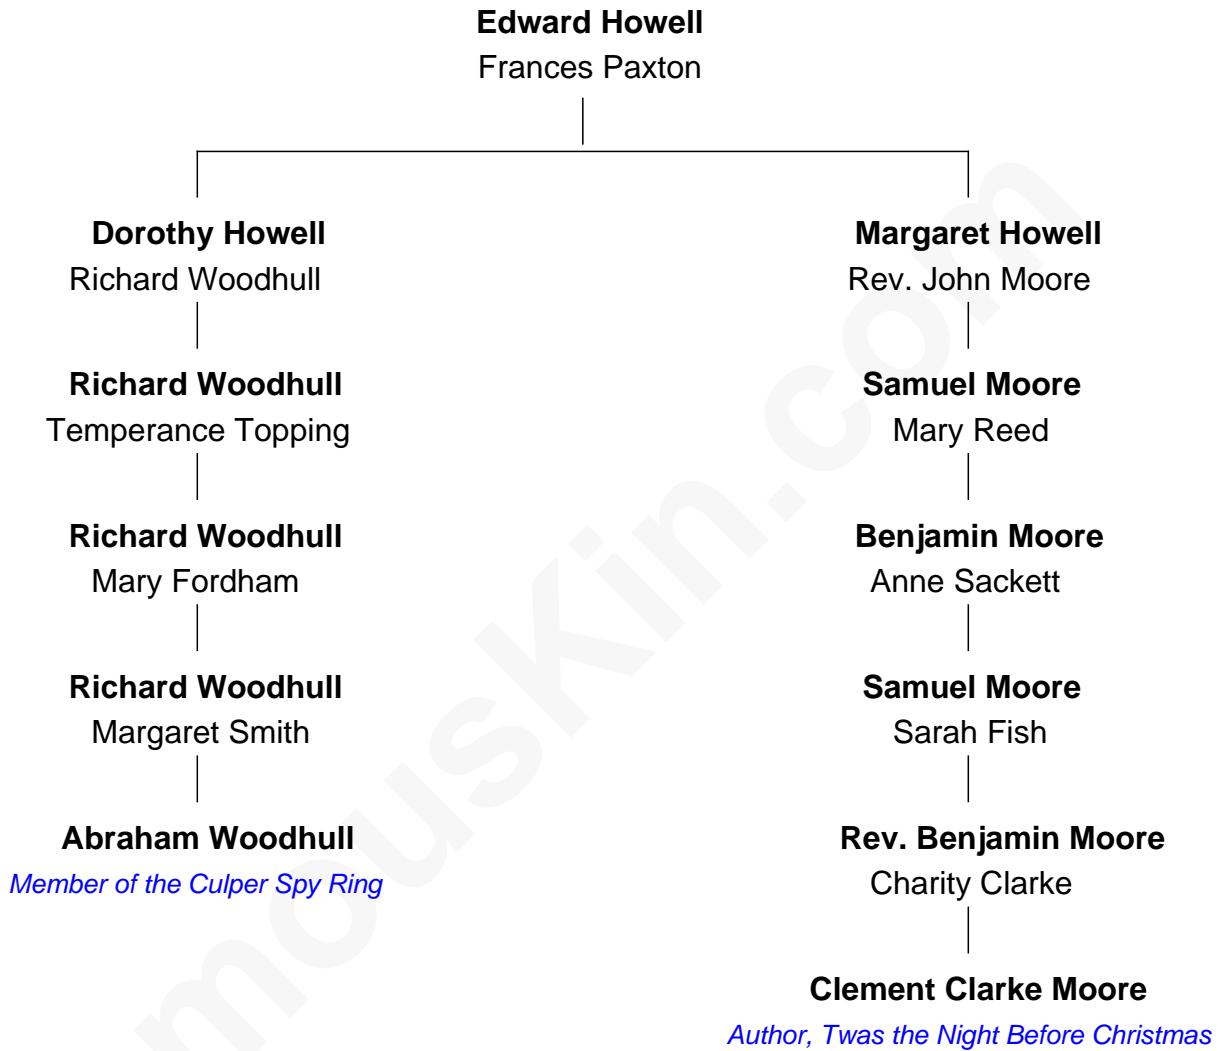 Edward Howell
Frances Paxton
Dorothy Howell
Richard Woodhull
Margaret Howell
Rev. John Moore
Richard Woodhull
Temperance Topping
Samuel Moore
Mary Reed
Richard Woodhull
Mary Fordham
Benjamin Moore
Anne Sackett
Richard Woodhull
Margaret Smith
Samuel Moore
Sarah Fish
Abraham Woodhull
Member of the Culper Spy Ring
Rev. Benjamin Moore
Charity Clarke
Clement Clarke Moore
Author, Twas the Night Before Christmas
mousKin.com